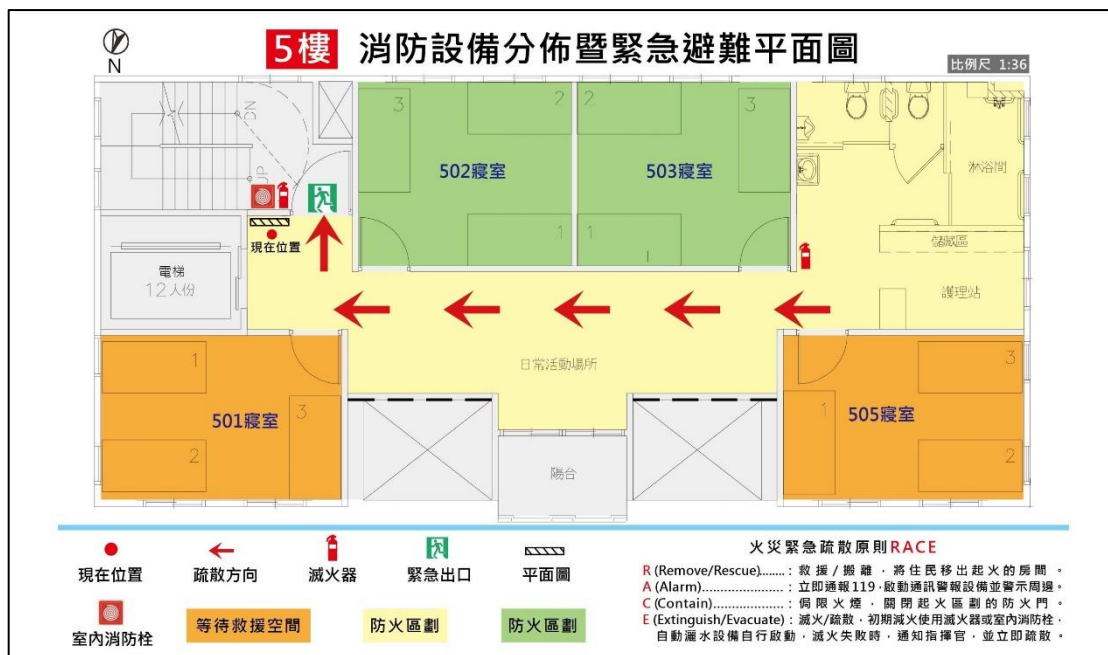 N
5樓 消防設備分佈暨緊急避難平面圖
比例尺 1:36
DN
UP
3
2
502寢室
1
2
3
503寢室
1
淋浴間
儲藏區
護理站
現在位置
電梯
12人份
日常活動場所
1
501寢室
3
2
陽台
3
505寢室
1
2
現在位置
疏散方向
滅火器
緊急出口
平面圖
室內消防栓
等待救援空間
防火區劃
防火區劃
火災緊急疏散原則RACE
R (Remove/Rescue)........: 救援/搬離,將住民移出起火的房間。
A (Alarm)........................: 立即通報119,啟動通訊警報設備並警示周邊。
C (Contain)......................: 侷限火煙,關閉起火區劃的防火門。
E (Extinguish/Evacuate) : 滅火/疏散,初期滅火使用滅火器或室內消防栓,
自動灑水設備自行啟動,滅火失敗時,通知指揮官,並立即疏散。